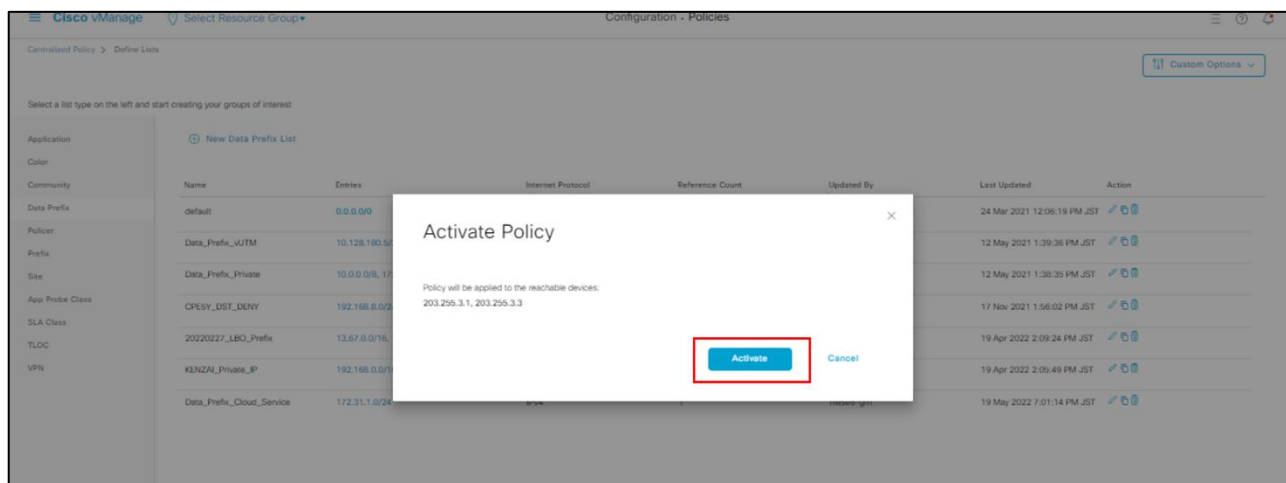 Cisco vManage
Select Resource Group
Configuration · Policies
Centralized Policy > Define Lists
Custom Options
Select a list type on the left and start creating your groups of interest
Application
Color
Community
Data Prefix
Policer
Prefix
Site
App Probe Class
SLA Class
TLOC
VPN
New Data Prefix List
Name Entries Internet Protocol Reference Count Updated By Last Updated Action
default 0.0.0.0/0 24 Mar 2021 12:06:19 PM JST
Data_Prefix_vUTM 12 May 2021 1:39:36 PM JST
Data_Prefix_Private 10.0.0.0/8, 12 May 2021 1:38:35 PM JST
CPESY_DST_DENY 17 Nov 2021 1:56:02 PM JST
20220227_LBO_Prefix 13.67.0.0/16, 19 Apr 2022 2:09:24 PM JST
KENZAI_Private_IP 19 Apr 2022 2:05:49 PM JST
Data_Prefix_Cloud_Service 172.31.1.0/24 19 May 2022 7:01:14 PM JST
Activate Policy
Policy will be applied to the reachable devices:
203.255.3.1, 203.255.3.3
Activate
Cancel